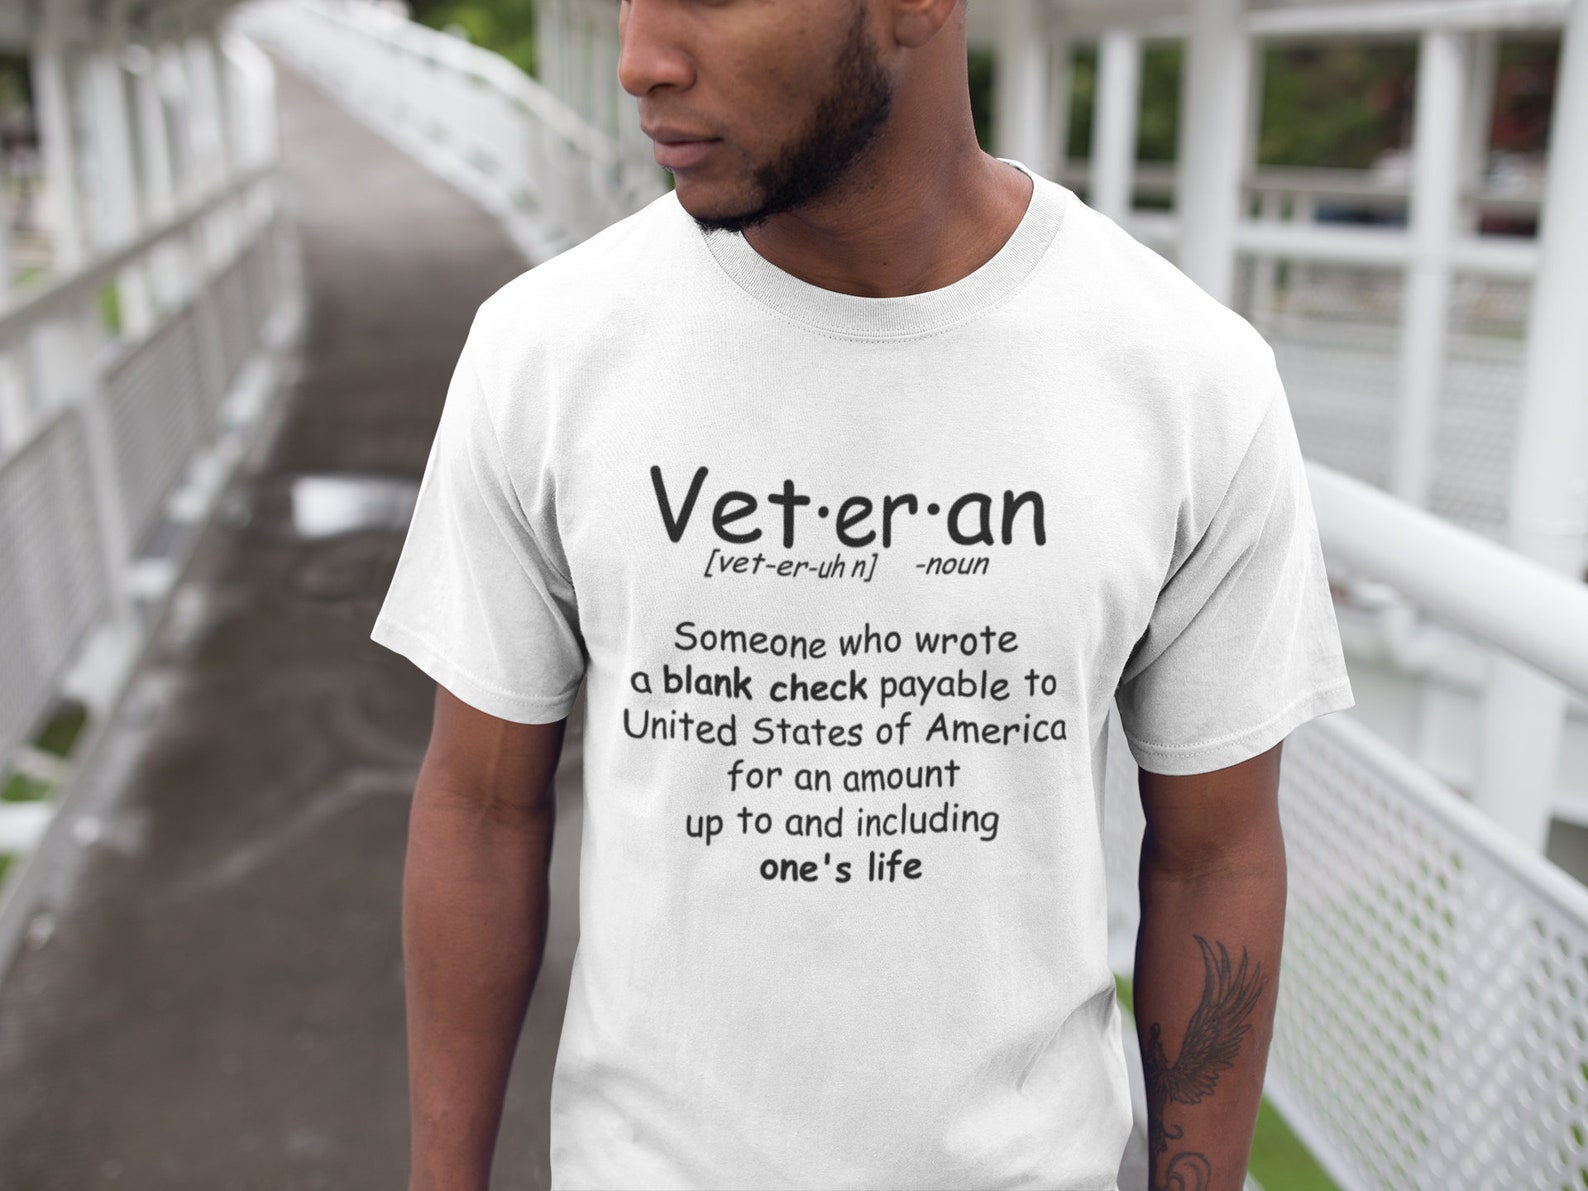 Vet·er·an
[vet-er-uh n] -noun
Someone who wrote
a blank check payable to
United States of America
for an amount
up to and including
one's life